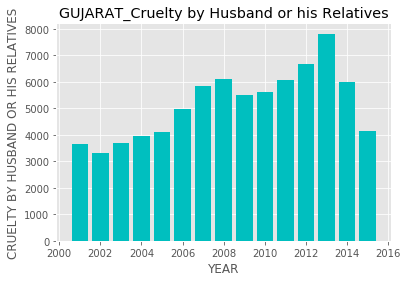 GUJARAT_Cruelty by Husband or his Relatives
CRUELTY BY HUSBAND OR HIS RELATIVES
8000
7000
6000
5000
4000
3000
2000
1000
0
2000 2002 2004 2006 2008 2010 2012 2014 2016
YEAR